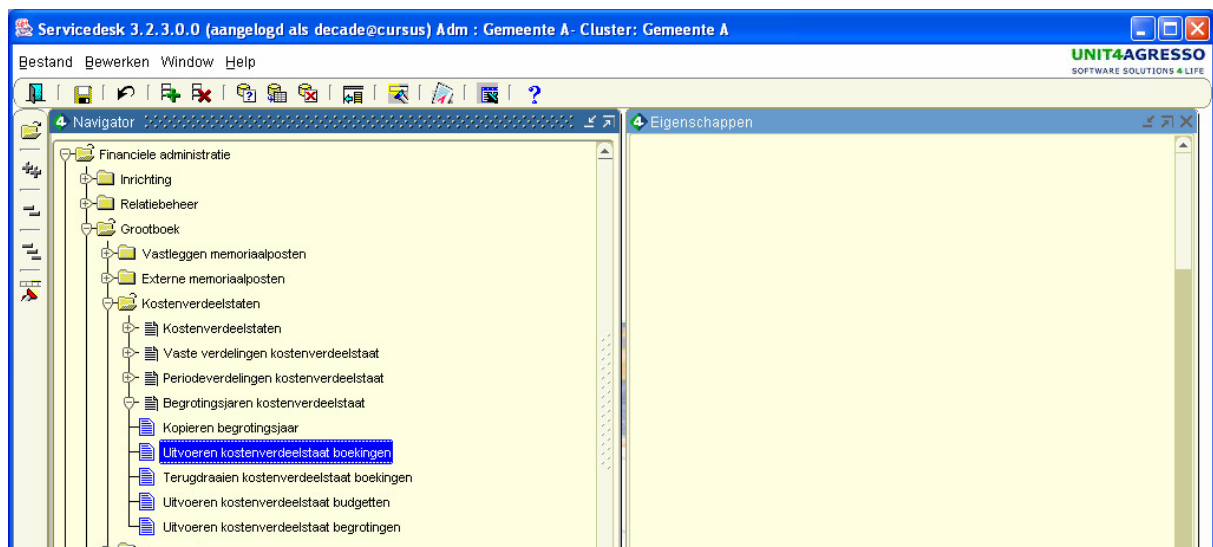 Servicedesk 3.2.3.0.0 (aangelogd als decade@cursus) Adm : Gemeente A- Cluster: Gemeente A
Bestand Bewerken Window Help
UNIT4AGRESSO
SOFTWARE SOLUTIONS 4 LIFE
4 Navigator
4 Eigenschappen
Financiele administratie
Inrichting
Relatiebeheer
Grootboek
Vastleggen memoriaalposten
Externe memoriaalposten
Kostenverdeelstaten
Kostenverdeelstaten
Vaste verdelingen kostenverdeelstaat
Periodeverdelingen kostenverdeelstaat
Begrotingsjaren kostenverdeelstaat
Kopieren begrotingsjaar
Uitvoeren kostenverdeelstaat boekingen
Terugdraaien kostenverdeelstaat boekingen
Uitvoeren kostenverdeelstaat budgetten
Uitvoeren kostenverdeelstaat begrotingen